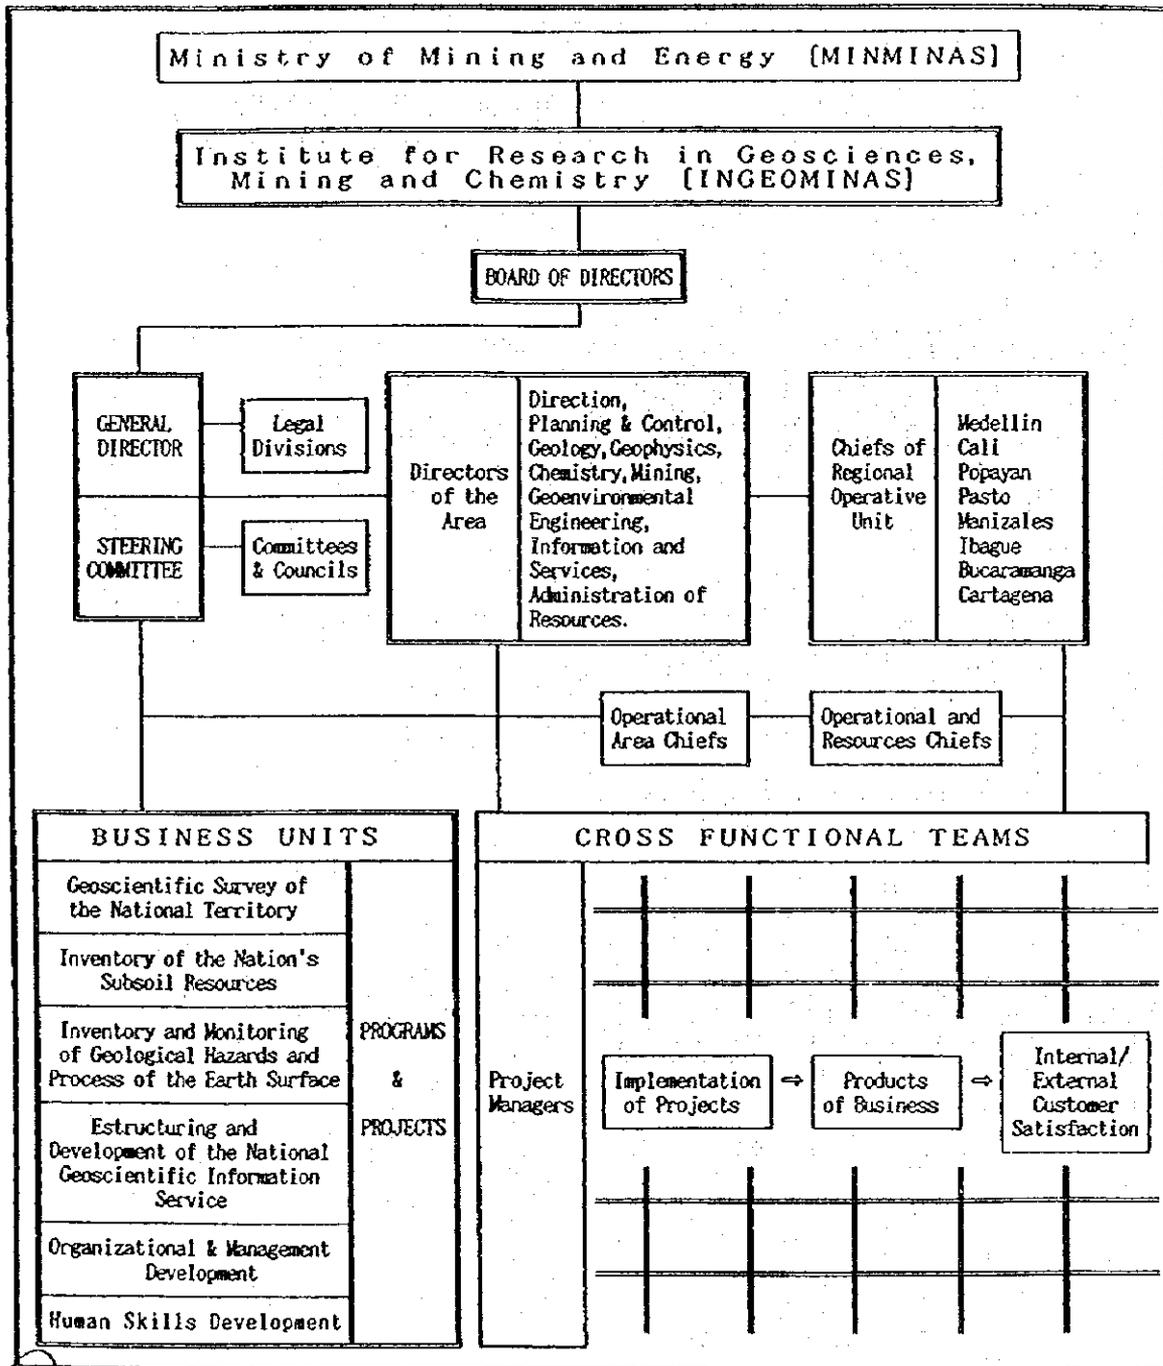 Ministry of Mining and Energy [MINMINAS]
Institute for Research in Geosciences,
Mining and Chemistry [INGEOMINAS]
BOARD OF DIRECTORS
GENERAL
DIRECTOR
Legal
Divisions
STEERING
COMMITTEE
Committees
& Councils
Directors
of the
Area
Direction,
Planning & Control,
Geology,Geophysics,
Chemistry,Mining,
Geoenvironmental
Engineering,
Information and
Services,
Administration of
Resources.
Chiefs of
Regional
Operative
Unit
Medellin
Cali
Popayan
Pasto
Manizales
Ibague
Bucaramanga
Cartagena
Operational
Area Chiefs
Operational and
Resources Chiefs
BUSINESS UNITS
Geoscientific Survey of
the National Territory
Inventory of the Nation's
Subsoil Resources
Inventory and Monitoring
of Geological Hazards and
Process of the Earth Surface
Estructuring and
Development of the National
Geoscientific Information
Service
Organizational & Management
Development
Human Skills Development
PROGRAMS
&
PROJECTS
CROSS FUNCTIONAL TEAMS
Project
Managers
Implementation
of Projects
⇨
Products
of Business
⇨
Internal/
External
Customer
Satisfaction